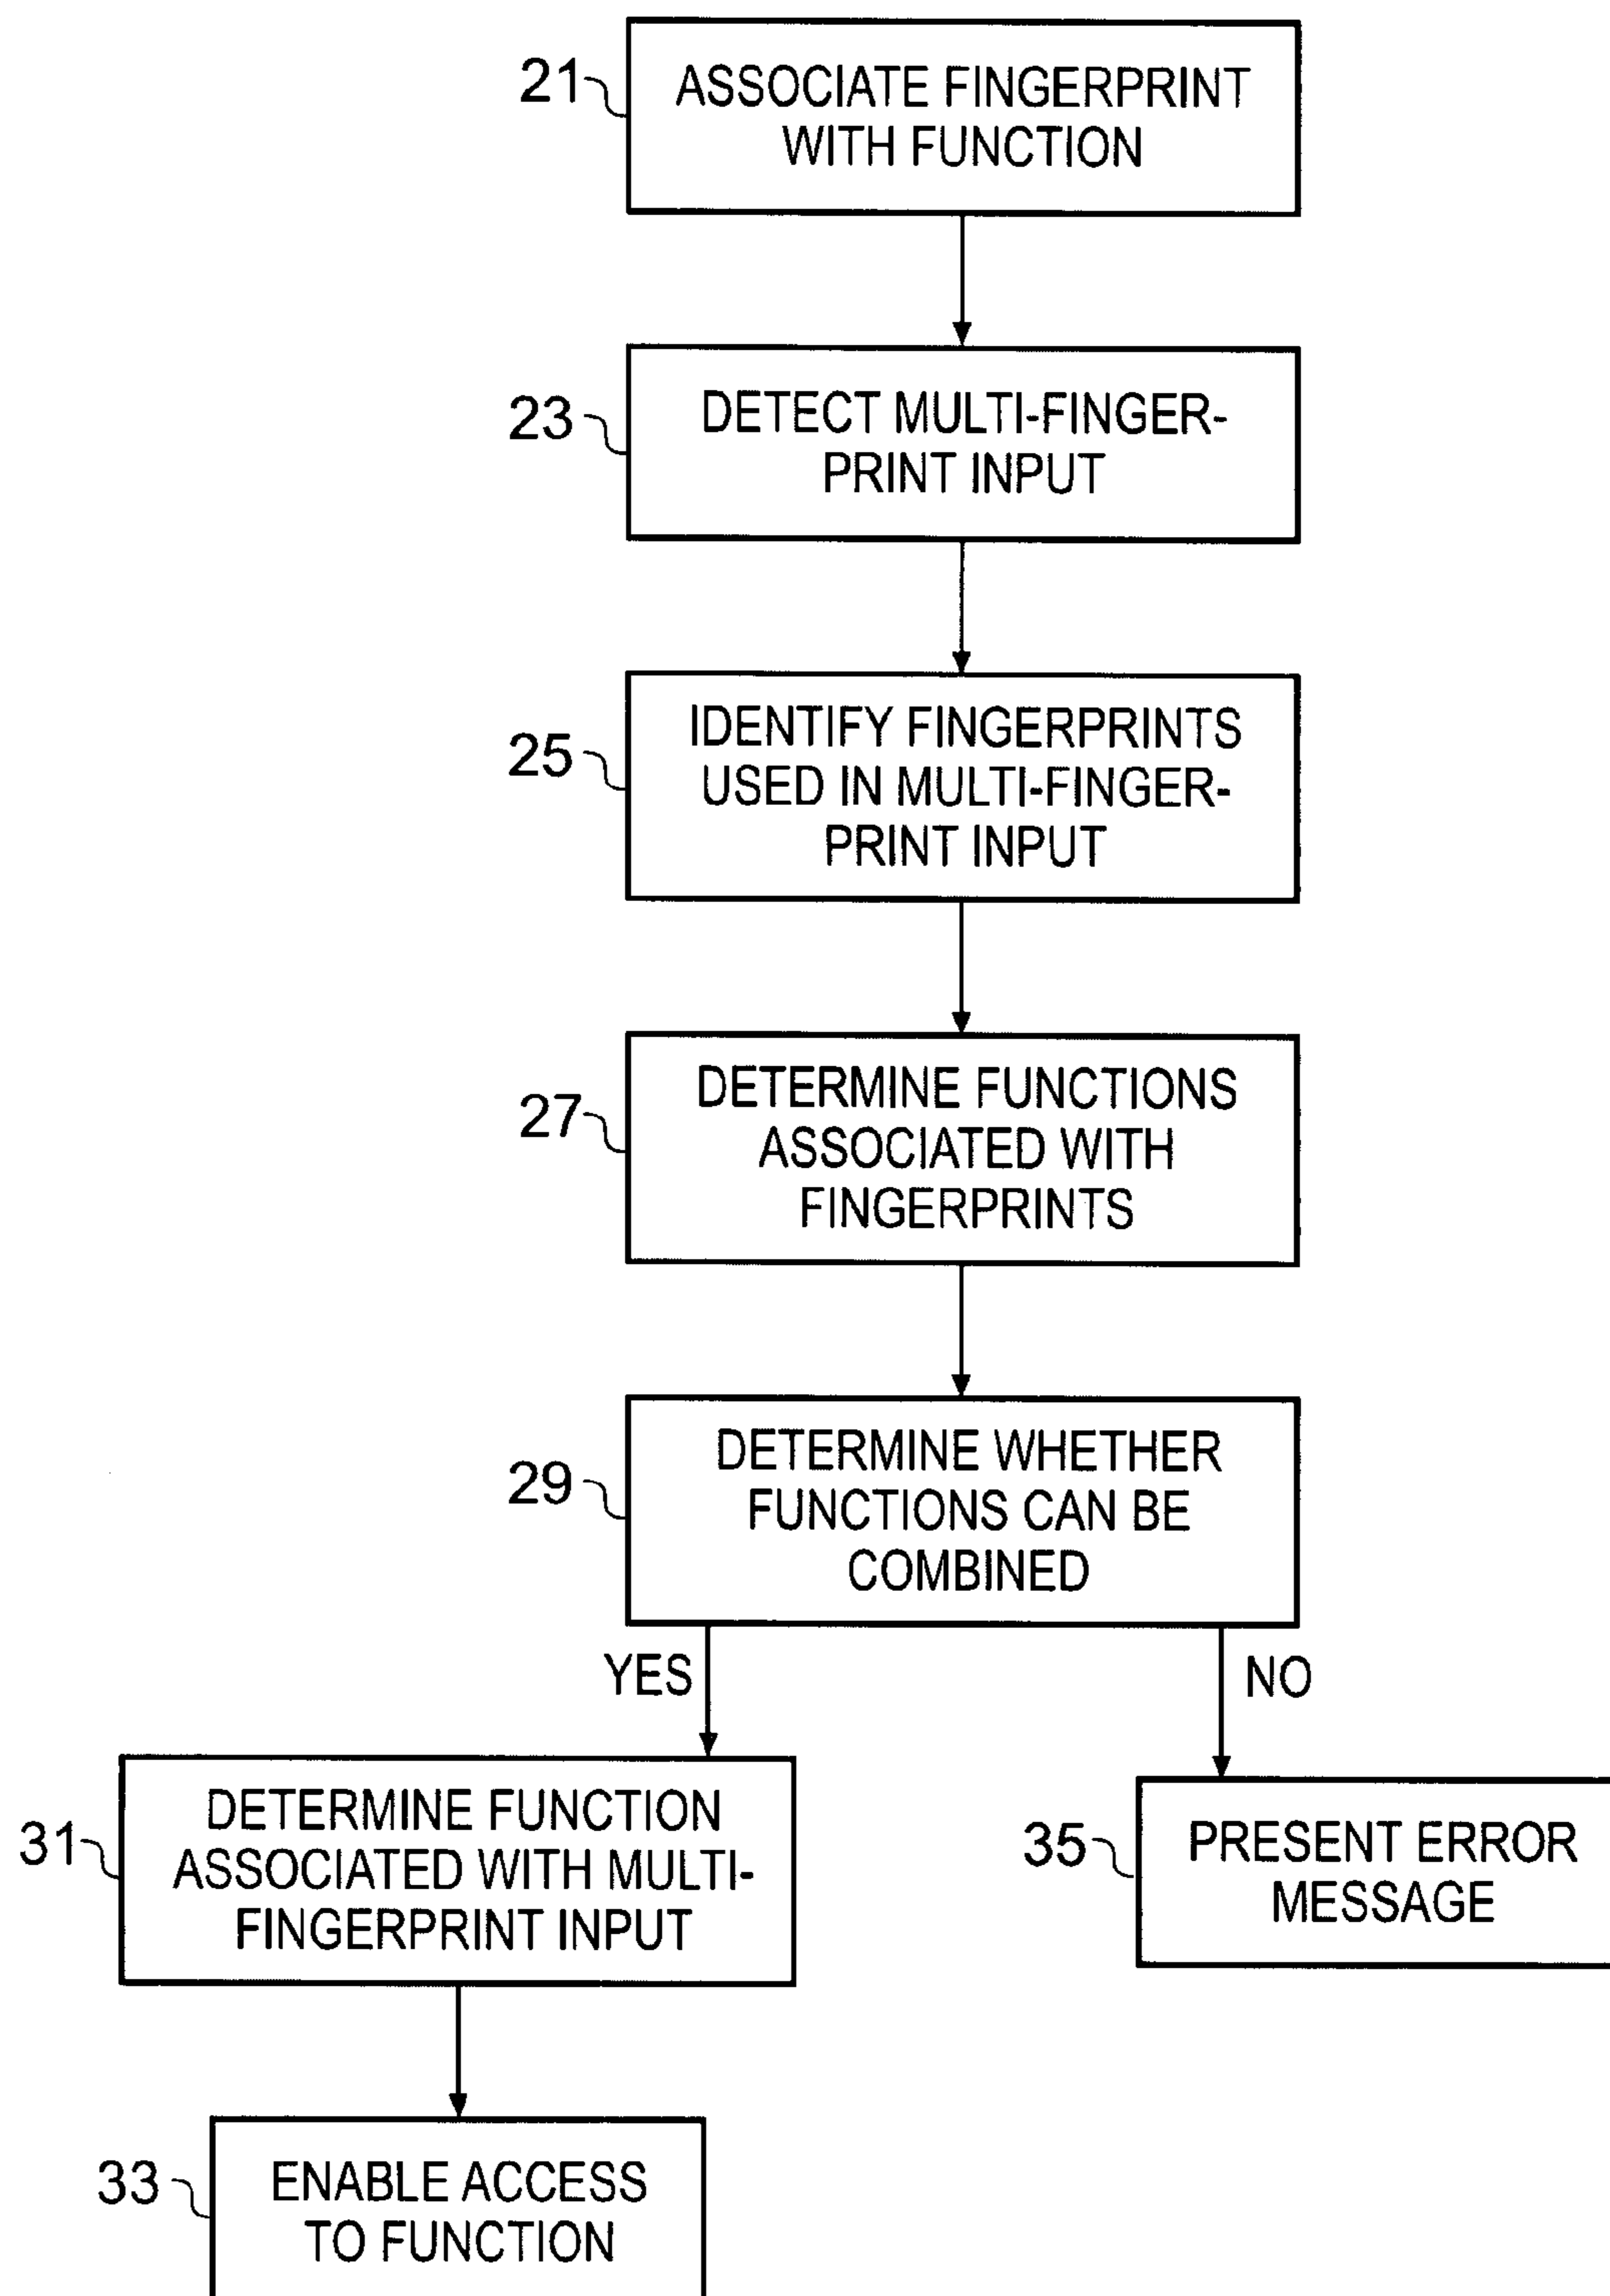 21
ASSOCIATE FINGERPRINT
WITH FUNCTION
23
DETECT MULTI-FINGER-
PRINT INPUT
25
IDENTIFY FINGERPRINTS
USED IN MULTI-FINGER-
PRINT INPUT
27
DETERMINE FUNCTIONS
ASSOCIATED WITH
FINGERPRINTS
29
DETERMINE WHETHER
FUNCTIONS CAN BE
COMBINED
YES
NO
31
DETERMINE FUNCTION
ASSOCIATED WITH MULTI-
FINGERPRINT INPUT
35
PRESENT ERROR
MESSAGE
33
ENABLE ACCESS
TO FUNCTION